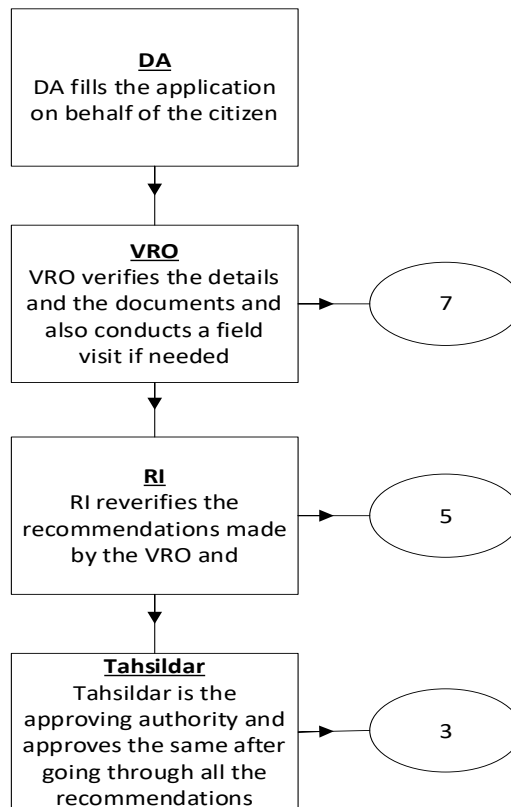 DA
DA fills the application
on behalf of the citizen
VRO
VRO verifies the details
and the documents and
also conducts a field
visit if needed
7
RI
RI reverifies the
recommendations made
by the VRO and
5
Tahsildar
Tahsildar is the
approving authority and
approves the same after
going through all the
recommendations
3